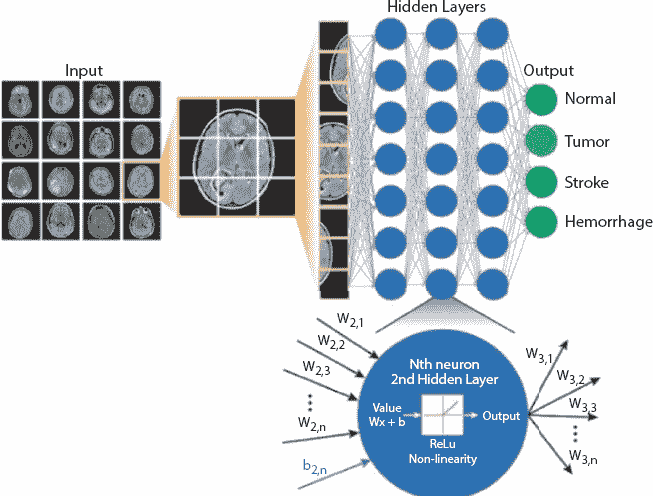 Hidden Layers
Input
Output
Normal
Tumor
Stroke
Hemorrhage
W2,1
W2,2
W2,3
W2,n
b2,n
Nth neuron
2nd Hidden Layer
Value
Wx + b
Output
ReLu
Non-linearity
W3,1
W3,2
W3,3
W3,n